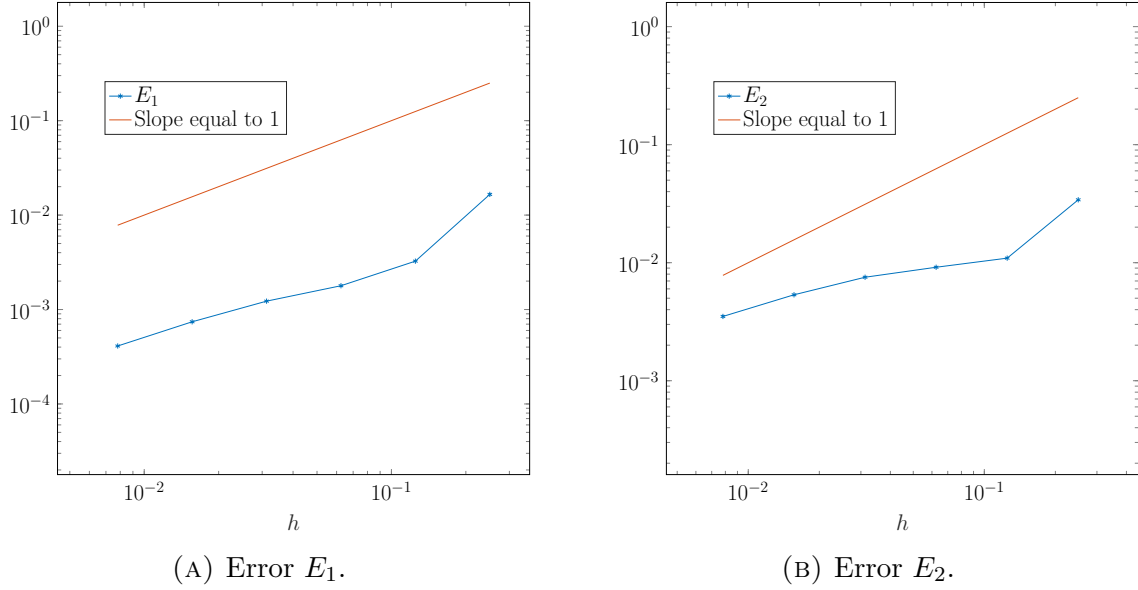 10^0
10^{-1}
10^{-2}
10^{-3}
10^{-4}
E_1
Slope equal to 1
10^{-2}
10^{-1}
h
(A) Error E_1.
10^0
10^{-1}
10^{-2}
10^{-3}
E_2
Slope equal to 1
10^{-2}
10^{-1}
h
(B) Error E_2.